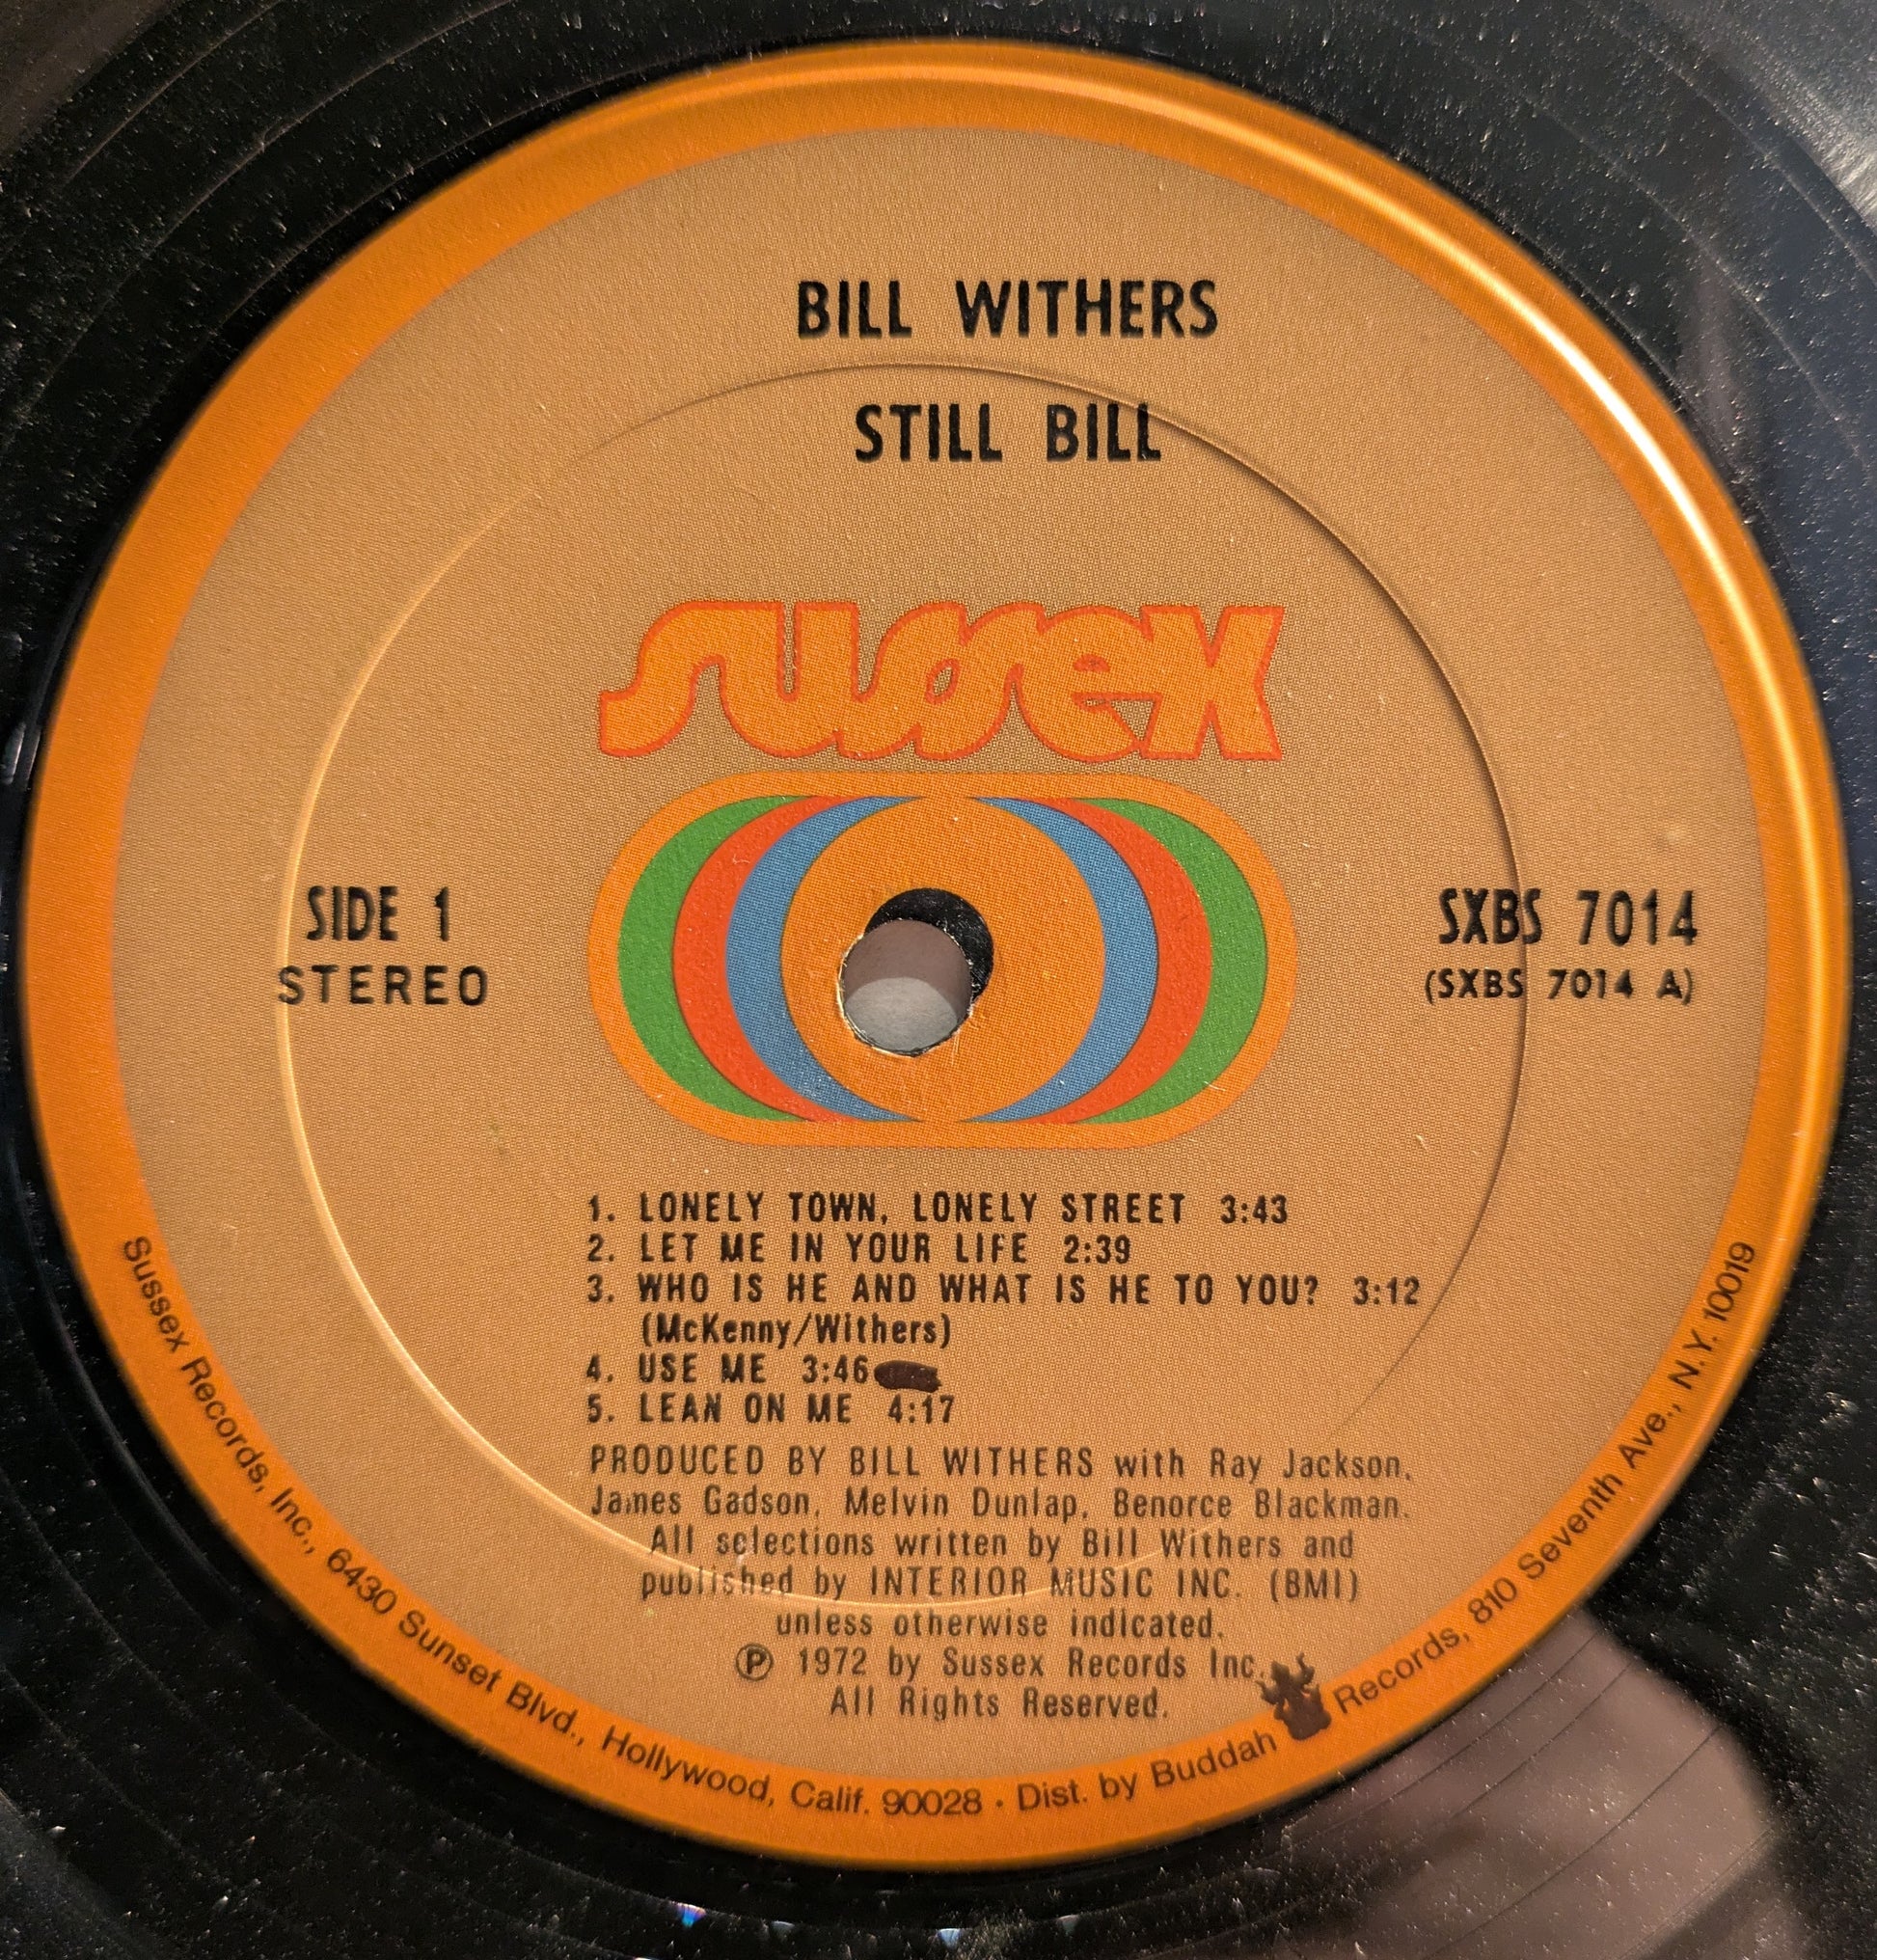 BILL WITHERS
STILL BILL
sussex
SIDE 1
STEREO
SXBS 7014
(SXBS 7014 A)
1. LONELY TOWN, LONELY STREET 3:43
2. LET ME IN YOUR LIFE 2:39
3. WHO IS HE AND WHAT IS HE TO YOU? 3:12
(McKenny/Withers)
4. USE ME 3:46
5. LEAN ON ME 4:17
PRODUCED BY BILL WITHERS with Ray Jackson,
James Gadson, Melvin Dunlap, Benorce Blackman.
All selections written by Bill Withers and
published by INTERIOR MUSIC INC. (BMI)
unless otherwise indicated.
Ⓟ 1972 by Sussex Records Inc.
All Rights Reserved.
Sussex Records, Inc., 6430 Sunset Blvd., Hollywood, Calif. 90028 · Dist. by Buddah Records, 810 Seventh Ave., N.Y. 10019